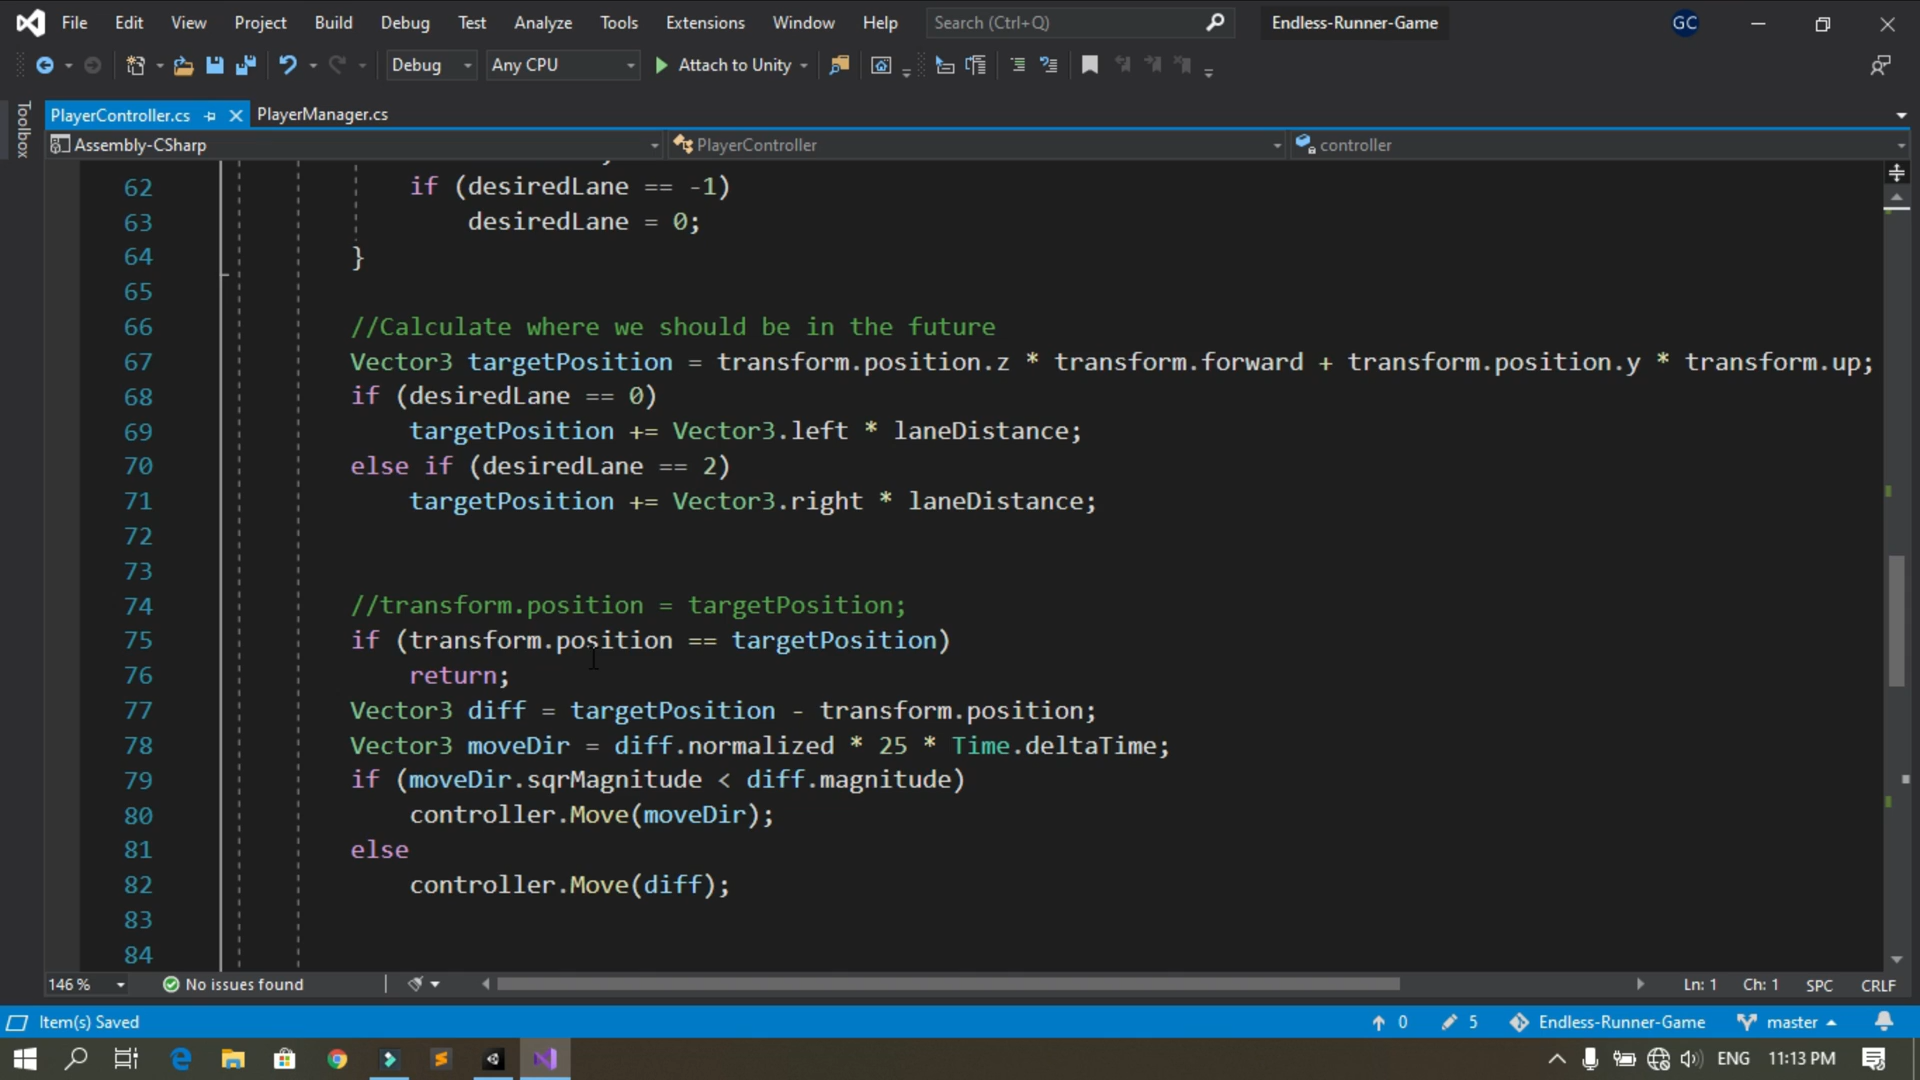 File Edit View Project Build Debug Test Analyze Tools Extensions Window Help Search (Ctrl+Q) Endless-Runner-Game GC
Debug Any CPU Attach to Unity
Toolbox
PlayerController.cs PlayerManager.cs
Assembly-CSharp PlayerController controller
62 if (desiredLane == -1)
63 desiredLane = 0;
64 }
65
66 //Calculate where we should be in the future
67 Vector3 targetPosition = transform.position.z * transform.forward + transform.position.y * transform.up;
68 if (desiredLane == 0)
69 targetPosition += Vector3.left * laneDistance;
70 else if (desiredLane == 2)
71 targetPosition += Vector3.right * laneDistance;
72
73
74 //transform.position = targetPosition;
75 if (transform.position == targetPosition)
76 return;
77 Vector3 diff = targetPosition - transform.position;
78 Vector3 moveDir = diff.normalized * 25 * Time.deltaTime;
79 if (moveDir.sqrMagnitude < diff.magnitude)
80 controller.Move(moveDir);
81 else
82 controller.Move(diff);
83
84
146 % No issues found Ln: 1 Ch: 1 SPC CRLF
Item(s) Saved 0 5 Endless-Runner-Game master
ENG 11:13 PM